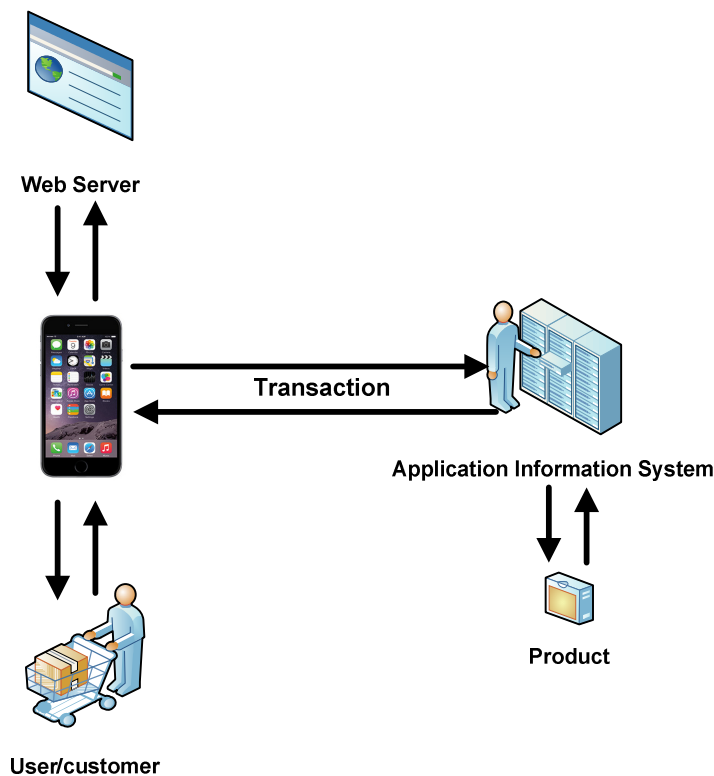 Web Server
Transaction
Application Information System
Product
User/customer